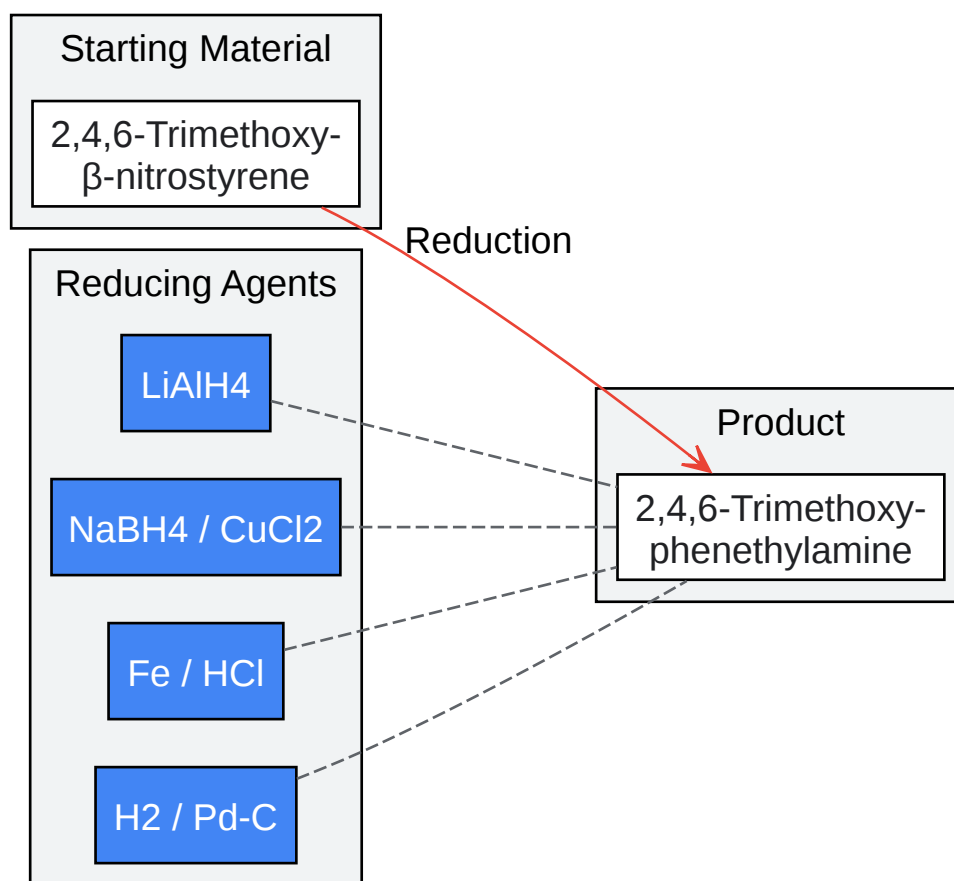 Starting Material
2,4,6-Trimethoxy-
β-nitrostyrene
Reduction
Reducing Agents
LiAlH4
NaBH4 / CuCl2
Fe / HCl
H2 / Pd-C
Product
2,4,6-Trimethoxy-
phenethylamine